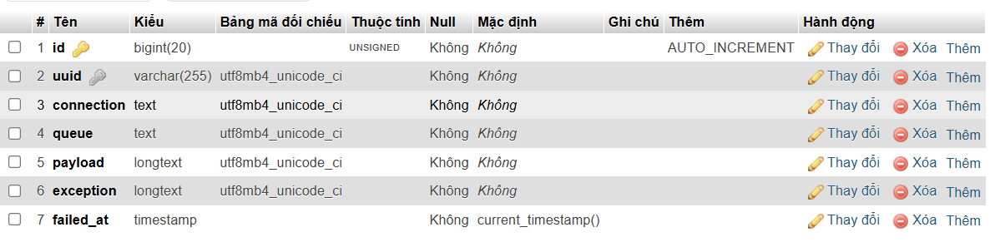 # Tên Kiểu Bảng mã đối chiếu Thuộc tính Null Mặc định Ghi chú Thêm Hành động
1 id bigint(20) UNSIGNED Không Không AUTO_INCREMENT Thay đổi Xóa Thêm
2 uuid varchar(255) utf8mb4_unicode_ci Không Không Thay đổi Xóa Thêm
3 connection text utf8mb4_unicode_ci Không Không Thay đổi Xóa Thêm
4 queue text utf8mb4_unicode_ci Không Không Thay đổi Xóa Thêm
5 payload longtext utf8mb4_unicode_ci Không Không Thay đổi Xóa Thêm
6 exception longtext utf8mb4_unicode_ci Không Không Thay đổi Xóa Thêm
7 failed_at timestamp Không current_timestamp() Thay đổi Xóa Thêm